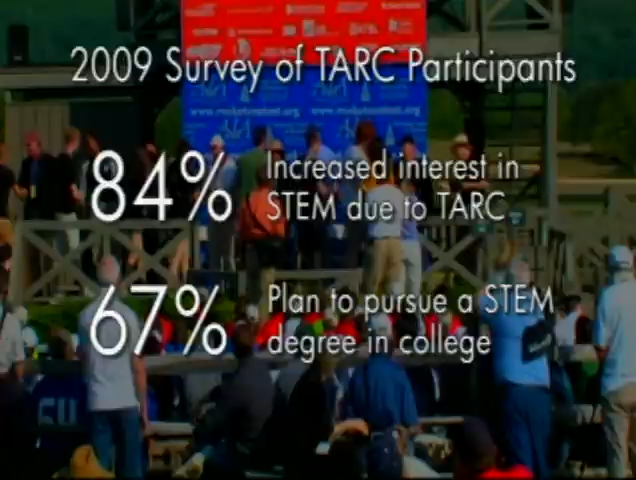 2009 Survey of TARC Participants
84%
Increased interest in
STEM due to TARC
67%
Plan to pursue a STEM
degree in college